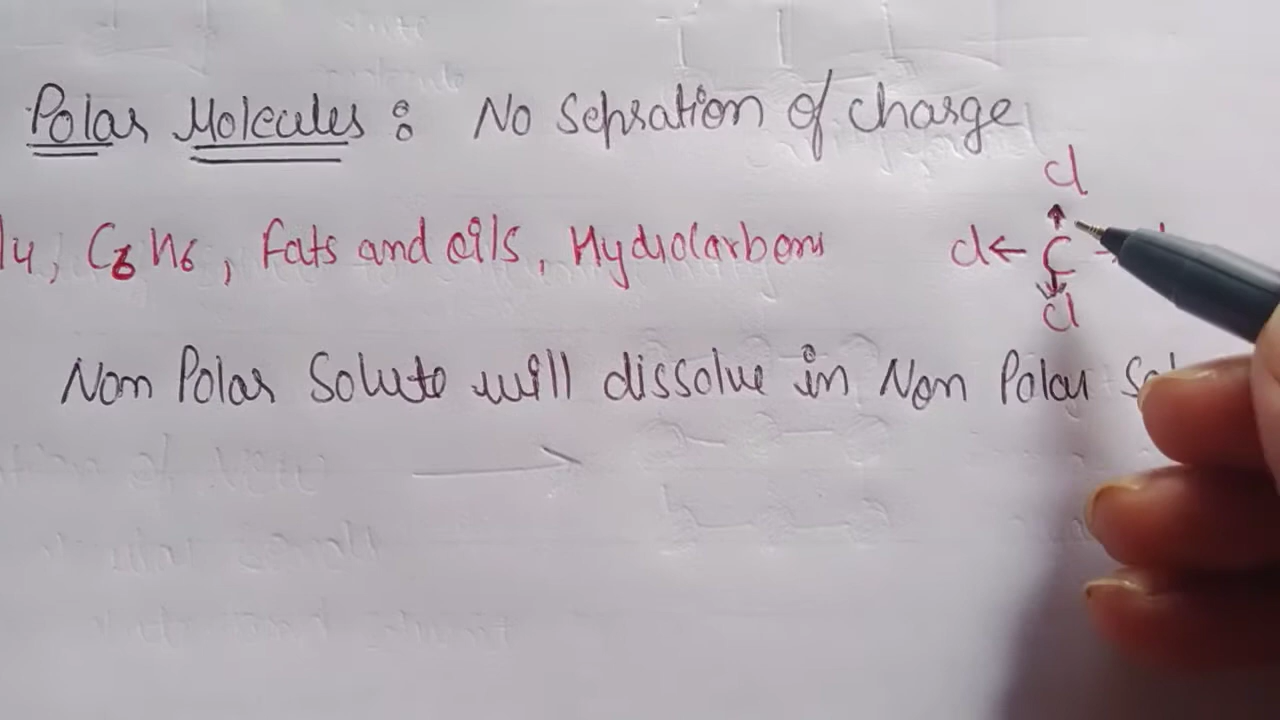 Polar Molecules : No Sepration of charge
Cl
l4, C6H6, Fats and oils, Hydrocarbons Cl ← C
Cl
Non Polar Solute will dissolve in Non Polar